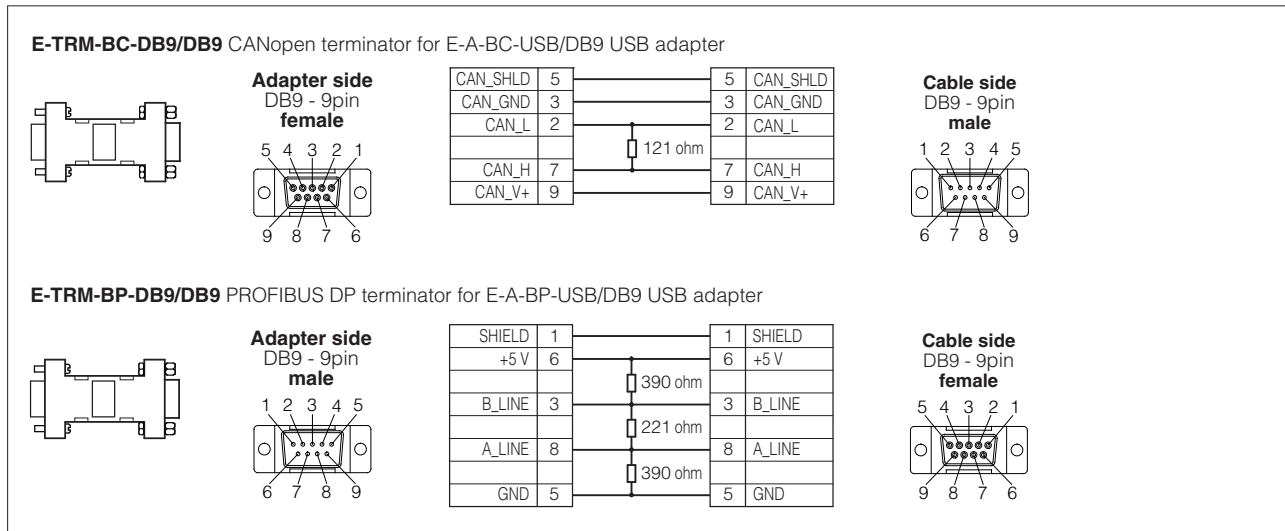 E-TRM-BC-DB9/DB9 CANopen terminator for E-A-BC-USB/DB9 USB adapter
Adapter side
DB9 - 9pin
female
5 4 3 2 1
9 8 7 6
CAN_SHLD 5 5 CAN_SHLD
CAN_GND 3 3 CAN_GND
CAN_L 2 2 CAN_L
121 ohm
CAN_H 7 7 CAN_H
CAN_V+ 9 9 CAN_V+
Cable side
DB9 - 9pin
male
1 2 3 4 5
6 7 8 9
E-TRM-BP-DB9/DB9 PROFIBUS DP terminator for E-A-BP-USB/DB9 USB adapter
Adapter side
DB9 - 9pin
male
1 2 3 4 5
6 7 8 9
SHIELD 1 1 SHIELD
+5 V 6 6 +5 V
390 ohm
B_LINE 3 3 B_LINE
221 ohm
A_LINE 8 8 A_LINE
390 ohm
GND 5 5 GND
Cable side
DB9 - 9pin
female
5 4 3 2 1
9 8 7 6